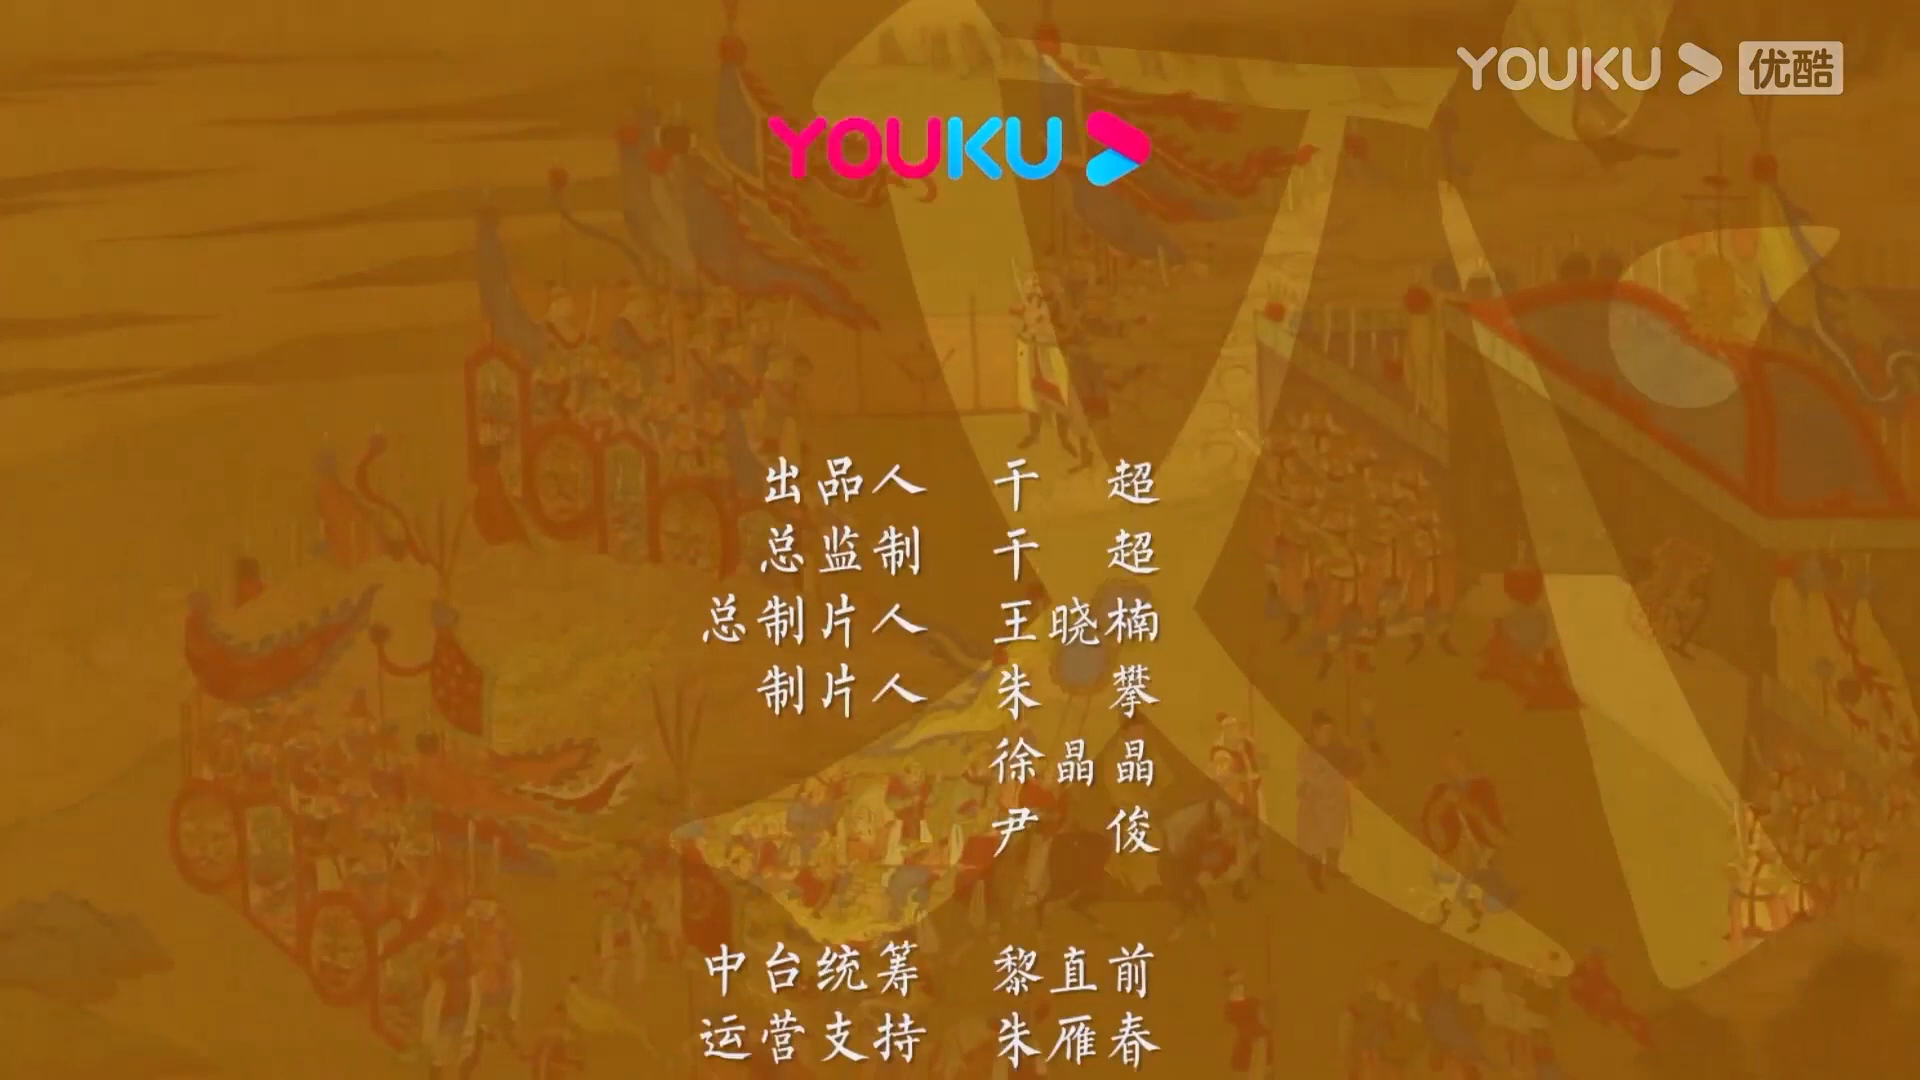 YOUKU 优酷
YOUKU
出品人 干超
总监制 干超
总制片人 王晓楠
制片人 朱攀
徐晶晶
尹俊
中台统筹 黎直前
运营支持 朱雁春